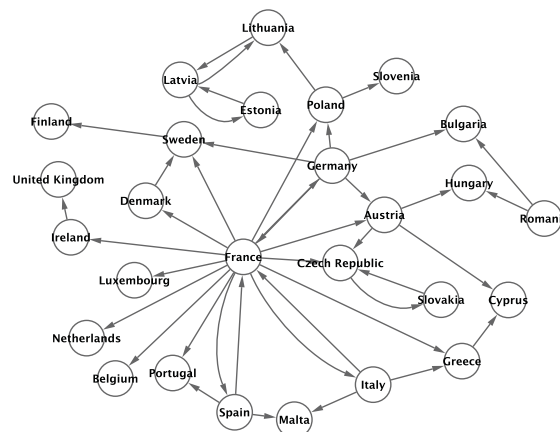 Lithuania
Latvia
Slovenia
Poland
Estonia
Finland
Bulgaria
Sweden
Germany
United Kingdom
Hungary
Denmark
Austria
Romani
Ireland
France
Czech Republic
Luxembourg
Slovakia
Cyprus
Netherlands
Greece
Portugal
Belgium
Italy
Spain
Malta